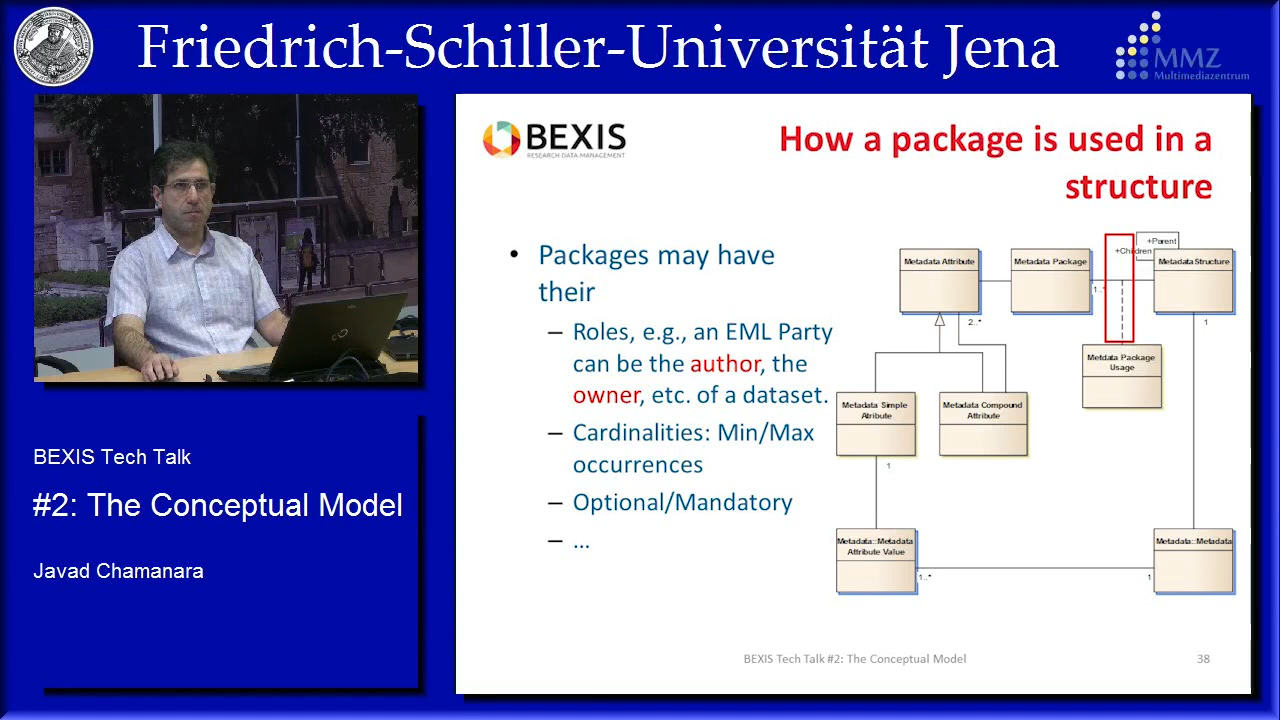 Friedrich-Schiller-Universität Jena
MMZ
Multimediazentrum
BEXIS Tech Talk
#2: The Conceptual Model
Javad Chamanara
BEXIS
RESEARCH DATA MANAGEMENT
How a package is used in a
structure
• Packages may have
their
– Roles, e.g., an EML Party
can be the author, the
owner, etc. of a dataset.
– Cardinalities: Min/Max
occurrences
– Optional/Mandatory
– ...
+Parent
+Children
Metadata Attribute
Metadata Package
MetadataStructure
1..*
2..*
1
Metdata Package
Usage
Metadata Simple
Atribute
Metadata Compound
Attribute
1
Metadata::Metadata
Attribute Value
Metadata::Metadata
1..*
1
BEXIS Tech Talk #2: The Conceptual Model
38